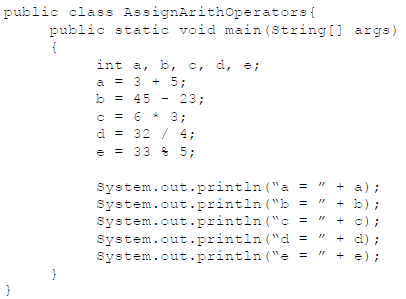 public class AssignArithOperators{
public static void main(String[] args)
{
int a, b, c, d, e;
a = 3 + 5;
b = 45 - 23;
c = 6 * 3;
d = 32 / 4;
e = 33 % 5;
System.out.println(“a = ” + a);
System.out.println(“b = ” + b);
System.out.println(“c = ” + c);
System.out.println(“d = ” + d);
System.out.println(“e = ” + e);
}
}